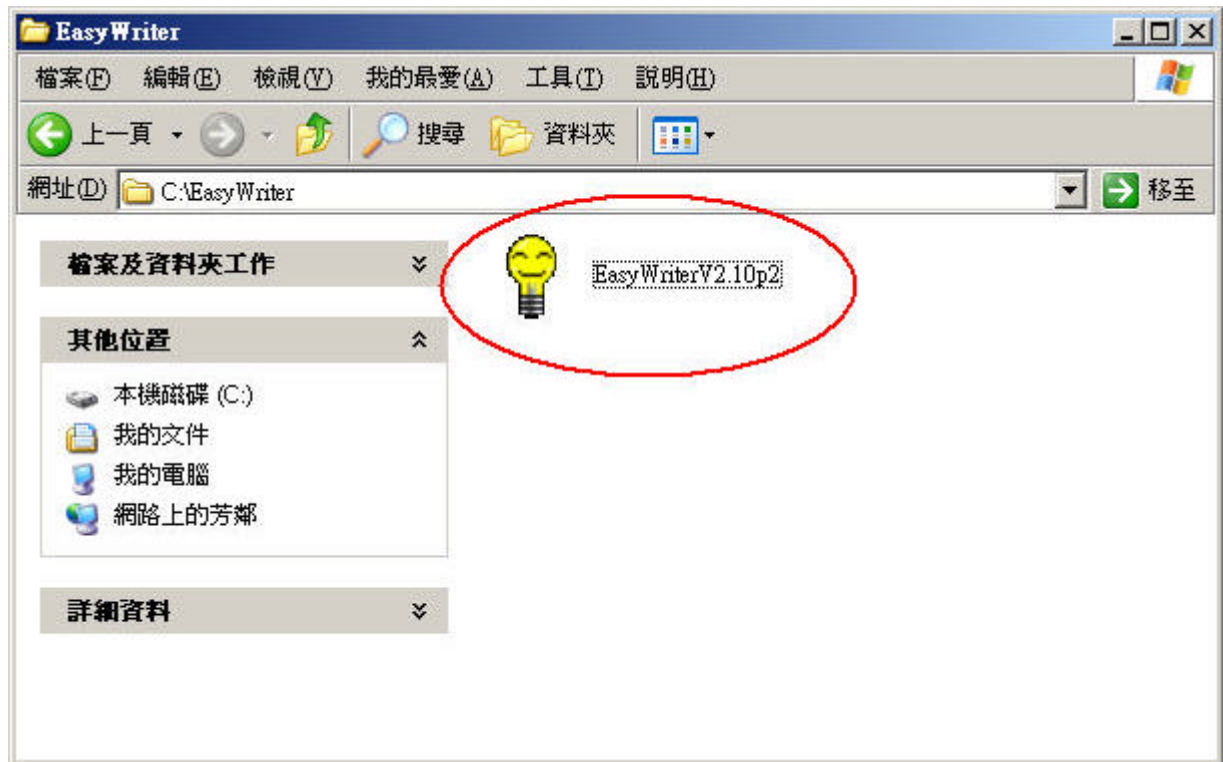 EasyWriter
檔案(F) 編輯(E) 檢視(V) 我的最愛(A) 工具(T) 說明(H)
上一頁 搜尋 資料夾
網址(D) C:\EasyWriter 移至
檔案及資料夾工作
EasyWriterV2.10p2
其他位置
本機磁碟 (C:)
我的文件
我的電腦
網路上的芳鄰
詳細資料